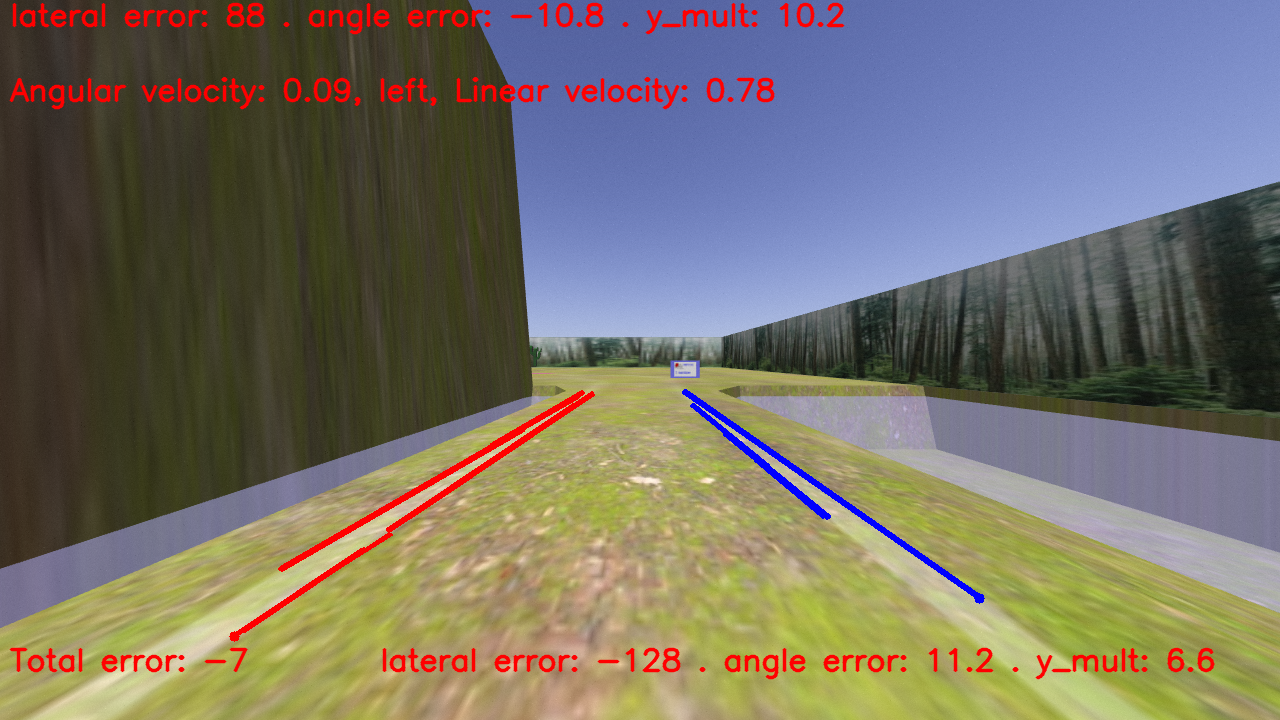 lateral error: 88 . angle error: -10.8 . y_mult: 10.2
Angular velocity: 0.09, left, Linear velocity: 0.78
Total error: -7
lateral error: -128 . angle error: 11.2 . y_mult: 6.6